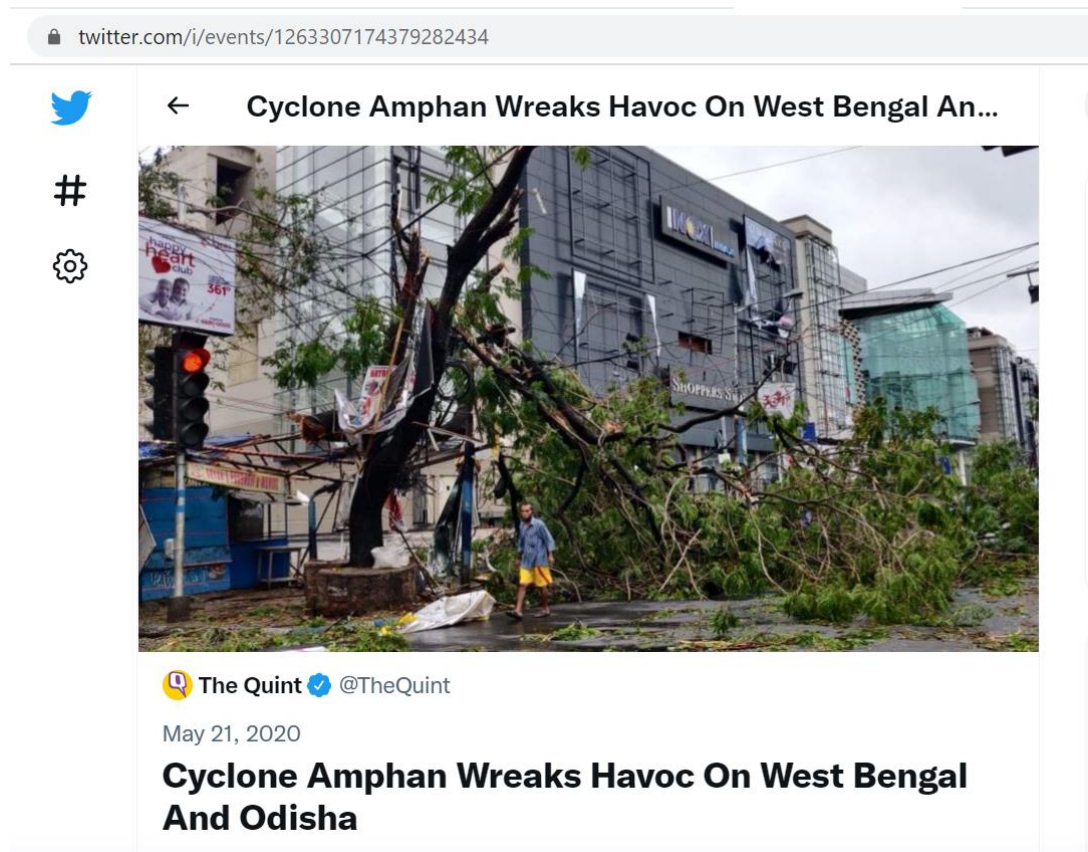 twitter.com/i/events/1263307174379282434
Cyclone Amphan Wreaks Havoc On West Bengal An...
happy
heart
club
361°
INOX
SHOPPERS
The Quint @TheQuint
May 21, 2020
Cyclone Amphan Wreaks Havoc On West Bengal
And Odisha